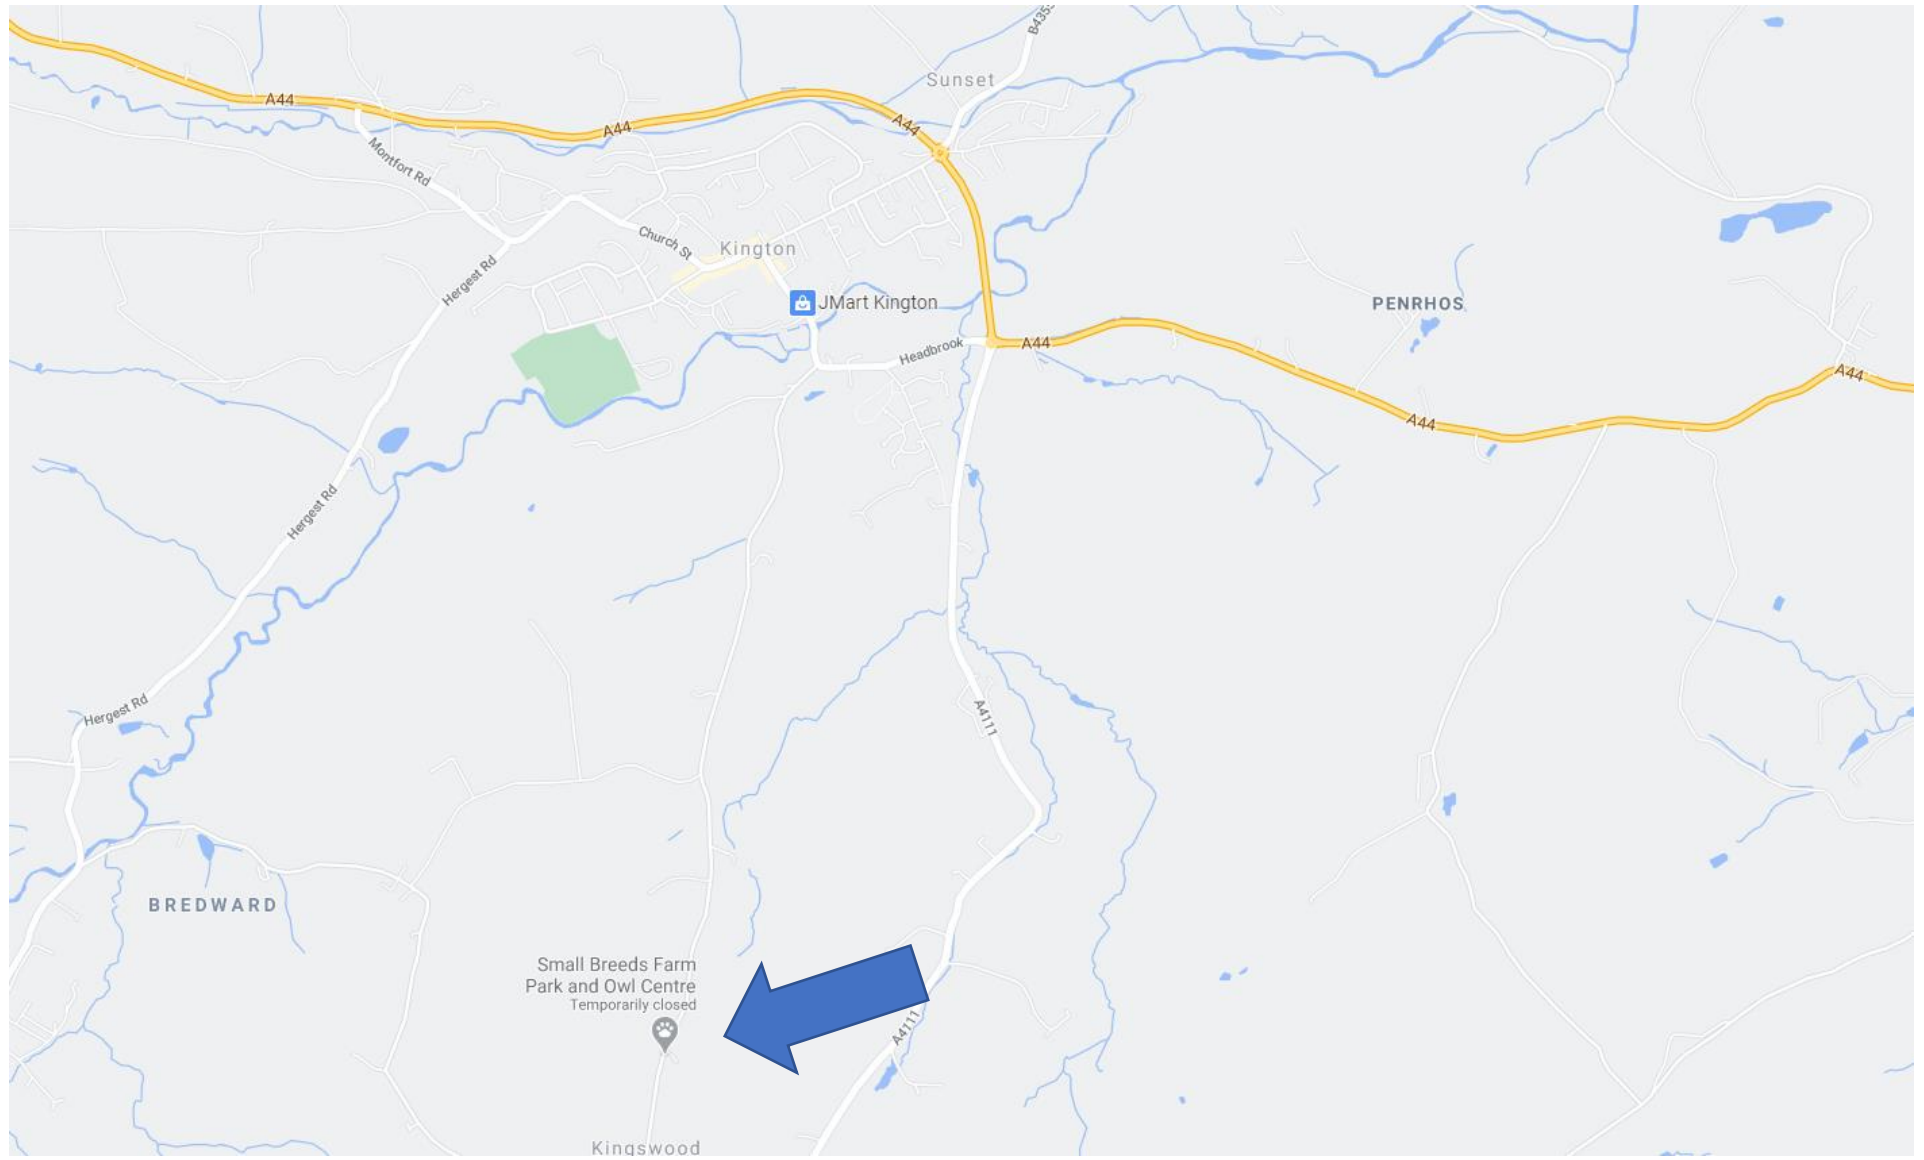 B4355
Sunset
A44
A44
A44
Montfort Rd
Church St
Kington
Hergest Rd
JMart Kington
PENRHOS
Headbrook
A44
A44
A44
Hergest Rd
Hergest Rd
A4111
BREDWARD
Small Breeds Farm
Park and Owl Centre
Temporarily closed
A4111
Kingswood